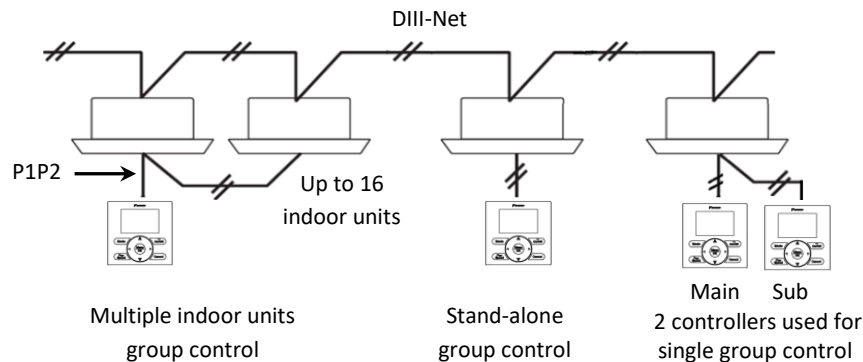 DIII-Net
P1P2
Up to 16
indoor units
Main Sub
Multiple indoor units
group control
Stand-alone
group control
2 controllers used for
single group control